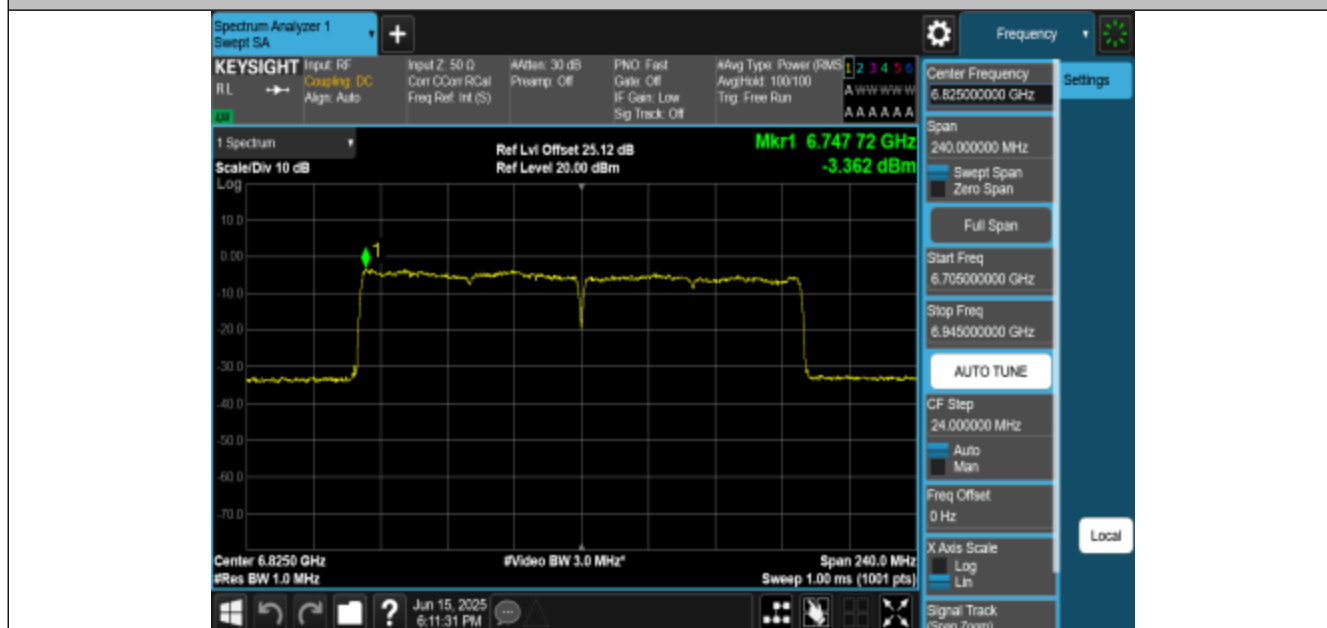 Spectrum Analyzer 1
Swept SA
+
Frequency
KEYSIGHT
RL
Input: RF
Coupling: DC
Align: Auto
Input Z: 50 Ω
Corr CCorr RCal
Freq Ref: Int (S)
#Atten: 30 dB
Preamp: Off
PNO: Fast
Gate: Off
IF Gain: Low
Sig Track: Off
#Avg Type: Power (RMS
Avg|Hold: 100/100
Trig: Free Run
1 2 3 4 5 6
A W W W W W
A A A A A A
1 Spectrum
Scale/Div 10 dB
Log
Ref Lvl Offset 25.12 dB
Ref Level 20.00 dBm
Mkr1 6.747 72 GHz
-3.362 dBm
1
10.0
0.00
-10.0
-20.0
-30.0
-40.0
-50.0
-60.0
-70.0
Center 6.8250 GHz
#Res BW 1.0 MHz
#Video BW 3.0 MHz*
Span 240.0 MHz
Sweep 1.00 ms (1001 pts)
Center Frequency
6.825000000 GHz
Settings
Span
240.000000 MHz
Swept Span
Zero Span
Full Span
Start Freq
6.705000000 GHz
Stop Freq
6.945000000 GHz
AUTO TUNE
CF Step
24.000000 MHz
Auto
Man
Freq Offset
0 Hz
X Axis Scale
Log
Lin
Local
Signal Track
(Span Zoom)
?
Jun 15, 2025
6:11:31 PM